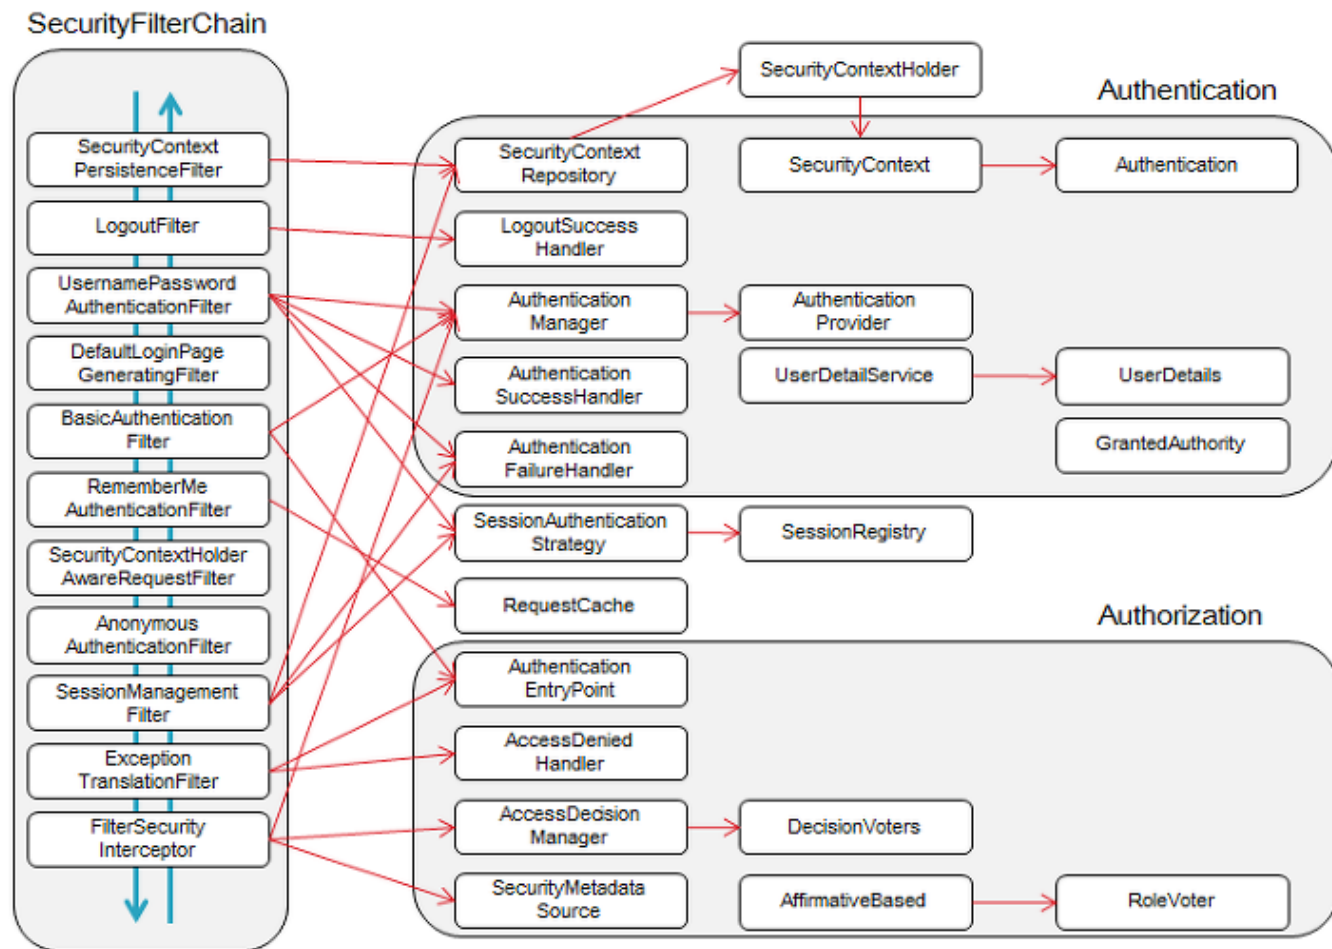 SecurityFilterChain
SecurityContext
PersistenceFilter
LogoutFilter
UsernamePassword
AuthenticationFilter
DefaultLoginPage
GeneratingFilter
BasicAuthentication
Filter
RememberMe
AuthenticationFilter
SecurityContextHolder
AwareRequestFilter
Anonymous
AuthenticationFilter
SessionManagement
Filter
Exception
TranslationFilter
FilterSecurity
Interceptor
SecurityContextHolder
Authentication
SecurityContext
Repository
SecurityContext
Authentication
LogoutSuccess
Handler
Authentication
Manager
Authentication
Provider
Authentication
SuccessHandler
UserDetailService
UserDetails
Authentication
FailureHandler
GrantedAuthority
SessionAuthentication
Strategy
SessionRegistry
RequestCache
Authorization
Authentication
EntryPoint
AccessDenied
Handler
AccessDecision
Manager
DecisionVoters
SecurityMetadata
Source
AffirmativeBased
RoleVoter